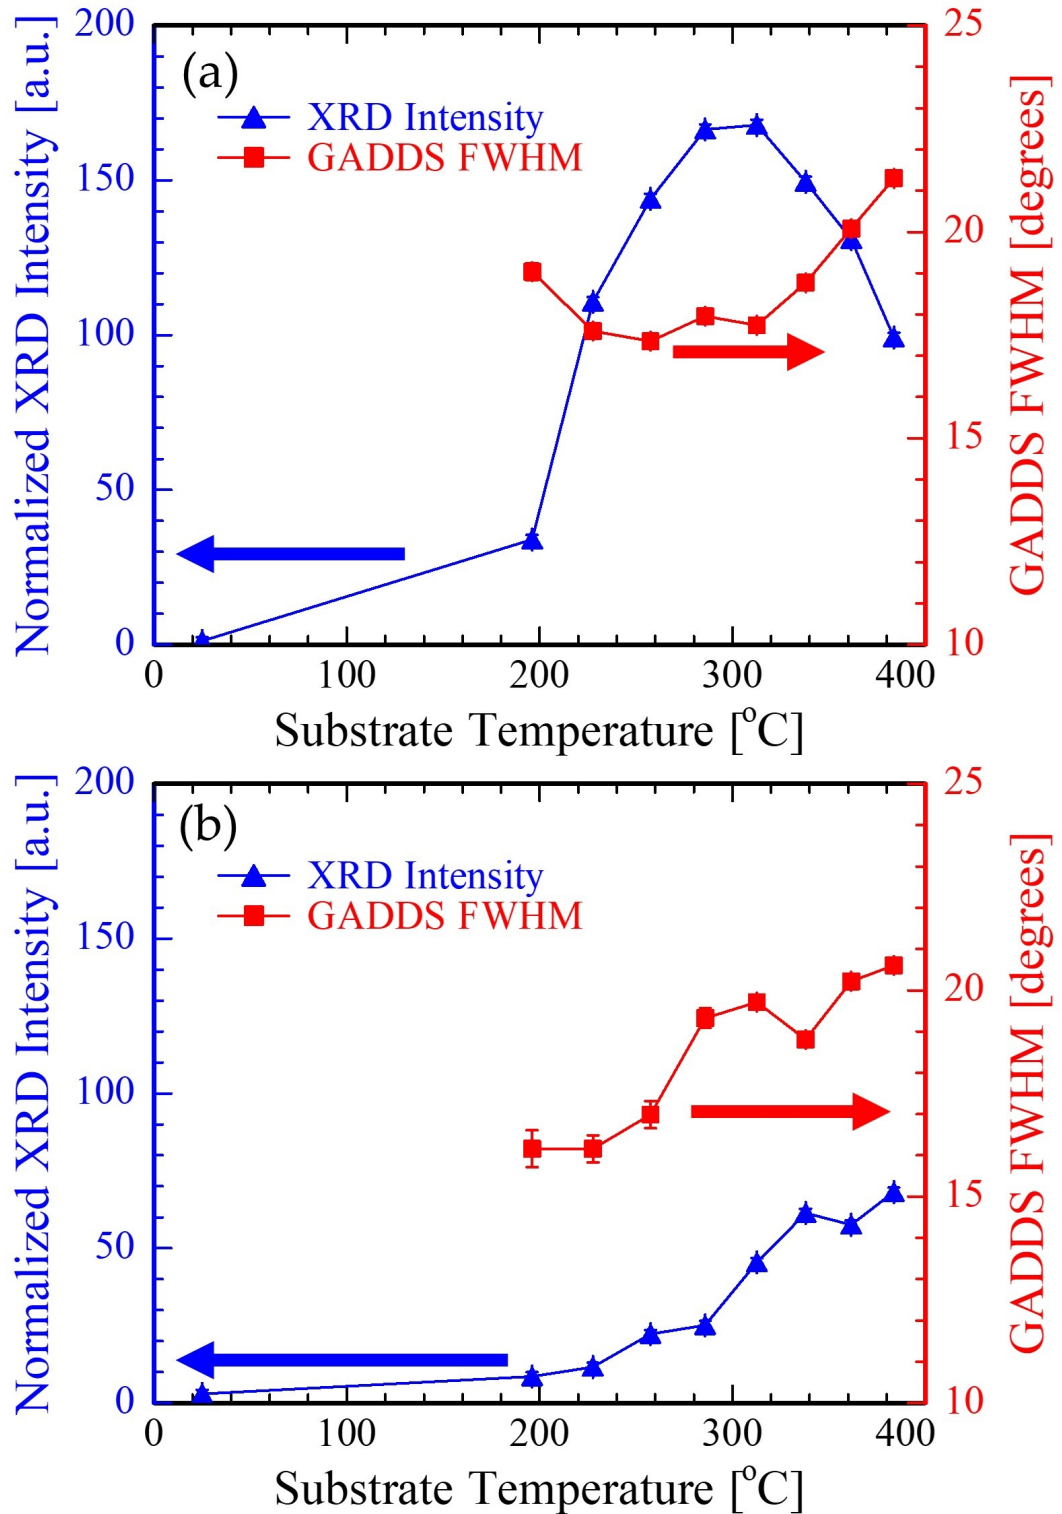 (a)
XRD Intensity
GADDS FWHM
Normalized XRD Intensity [a.u.]
200
150
100
50
0
GADDS FWHM [degrees]
25
20
15
10
0 100 200 300 400
Substrate Temperature [°C]
(b)
XRD Intensity
GADDS FWHM
Normalized XRD Intensity [a.u.]
200
150
100
50
0
GADDS FWHM [degrees]
25
20
15
10
0 100 200 300 400
Substrate Temperature [°C]